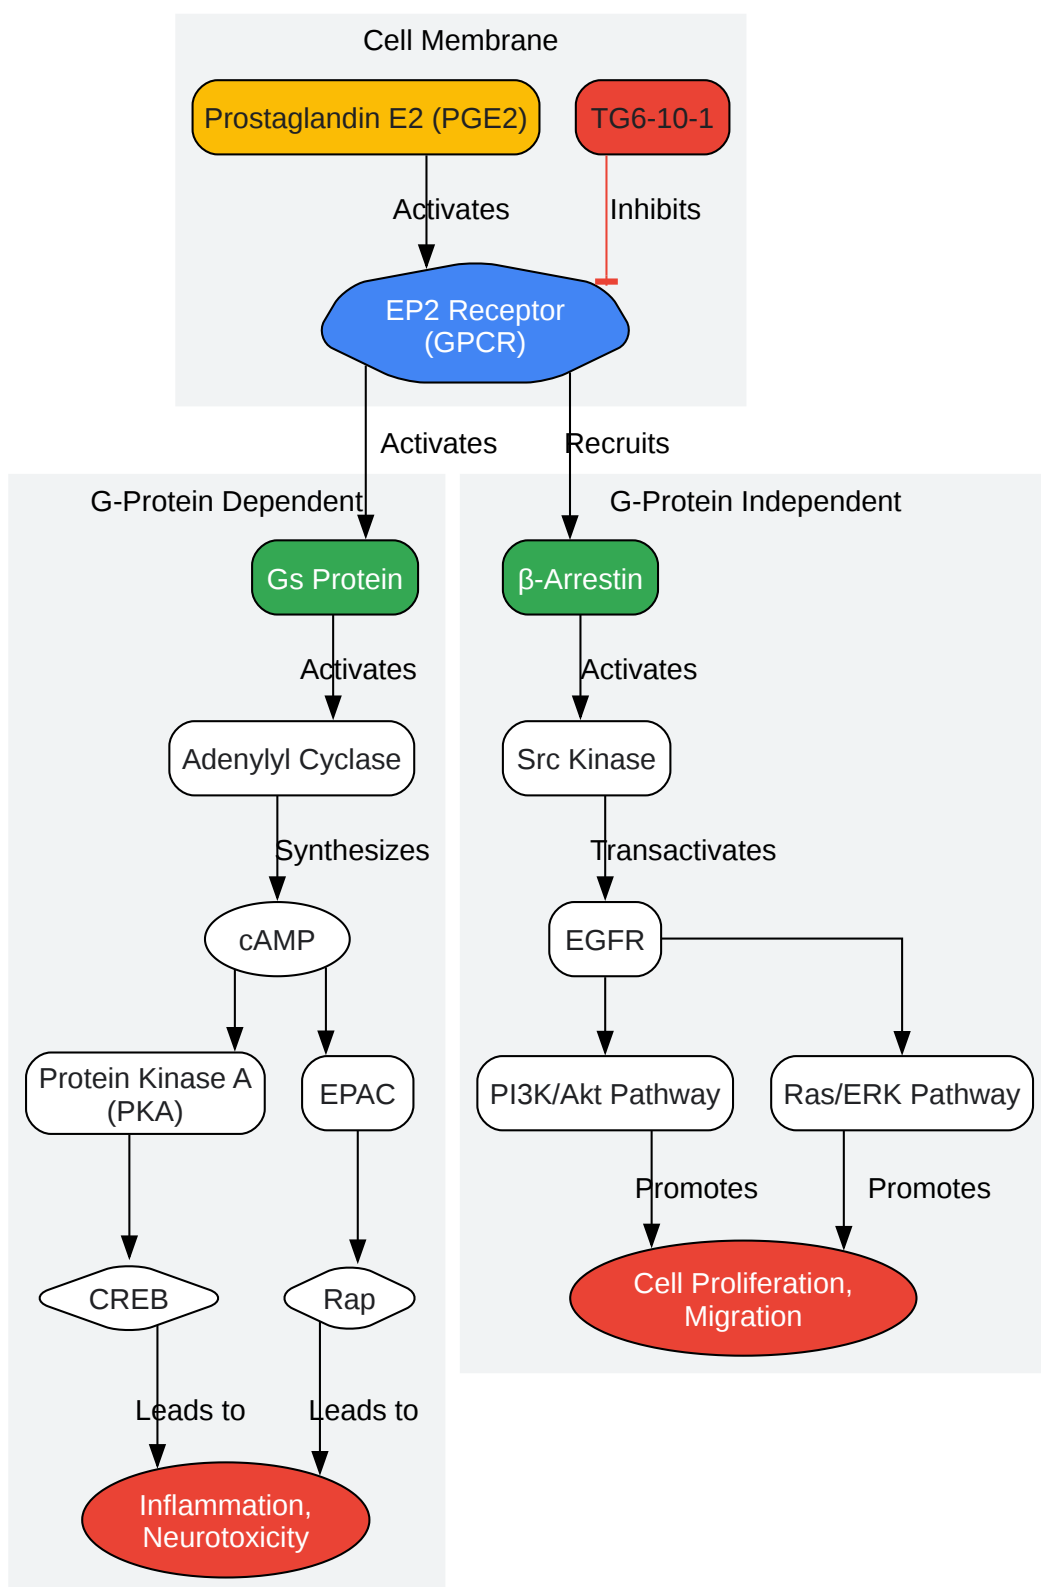 Cell Membrane
Prostaglandin E2 (PGE2)
TG6-10-1
Activates
Inhibits
EP2 Receptor
(GPCR)
Activates
Recruits
G-Protein Dependent
G-Protein Independent
Gs Protein
β-Arrestin
Activates
Activates
Adenylyl Cyclase
Src Kinase
Synthesizes
Transactivates
cAMP
EGFR
Protein Kinase A
(PKA)
EPAC
PI3K/Akt Pathway
Ras/ERK Pathway
Promotes
Promotes
CREB
Rap
Cell Proliferation,
Migration
Leads to
Leads to
Inflammation,
Neurotoxicity